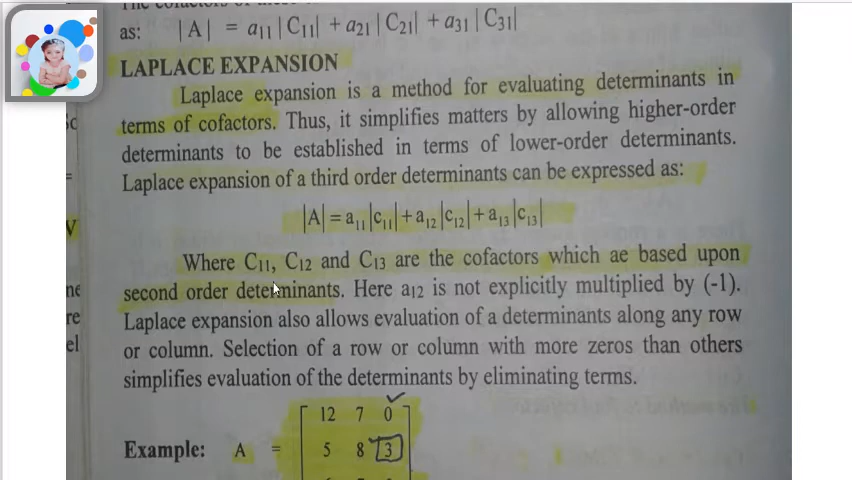 as: |A| = a11|C11| + a21|C21| + a31|C31|
LAPLACE EXPANSION
Laplace expansion is a method for evaluating determinants in
terms of cofactors. Thus, it simplifies matters by allowing higher-order
determinants to be established in terms of lower-order determinants.
Laplace expansion of a third order determinants can be expressed as:
|A| = a11|c11| + a12|c12| + a13|c13|
Where C11, C12 and C13 are the cofactors which ae based upon
second order determinants. Here a12 is not explicitly multiplied by (-1).
Laplace expansion also allows evaluation of a determinants along any row
or column. Selection of a row or column with more zeros than others
simplifies evaluation of the determinants by eliminating terms.
12 7 0
Example: A = 5 8 3
V
ne
re
el